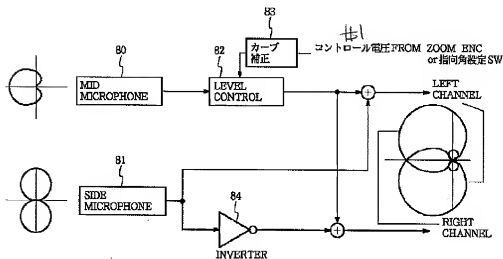 #1
83
カーブ
補正
コントロール電圧FROM ZOOM ENC
or指向角設定SW
80
MID
MICROPHONE
82
LEVEL
CONTROL
LEFT
CHANNEL
81
SIDE
MICROPHONE
84
INVERTER
RIGHT
CHANNEL